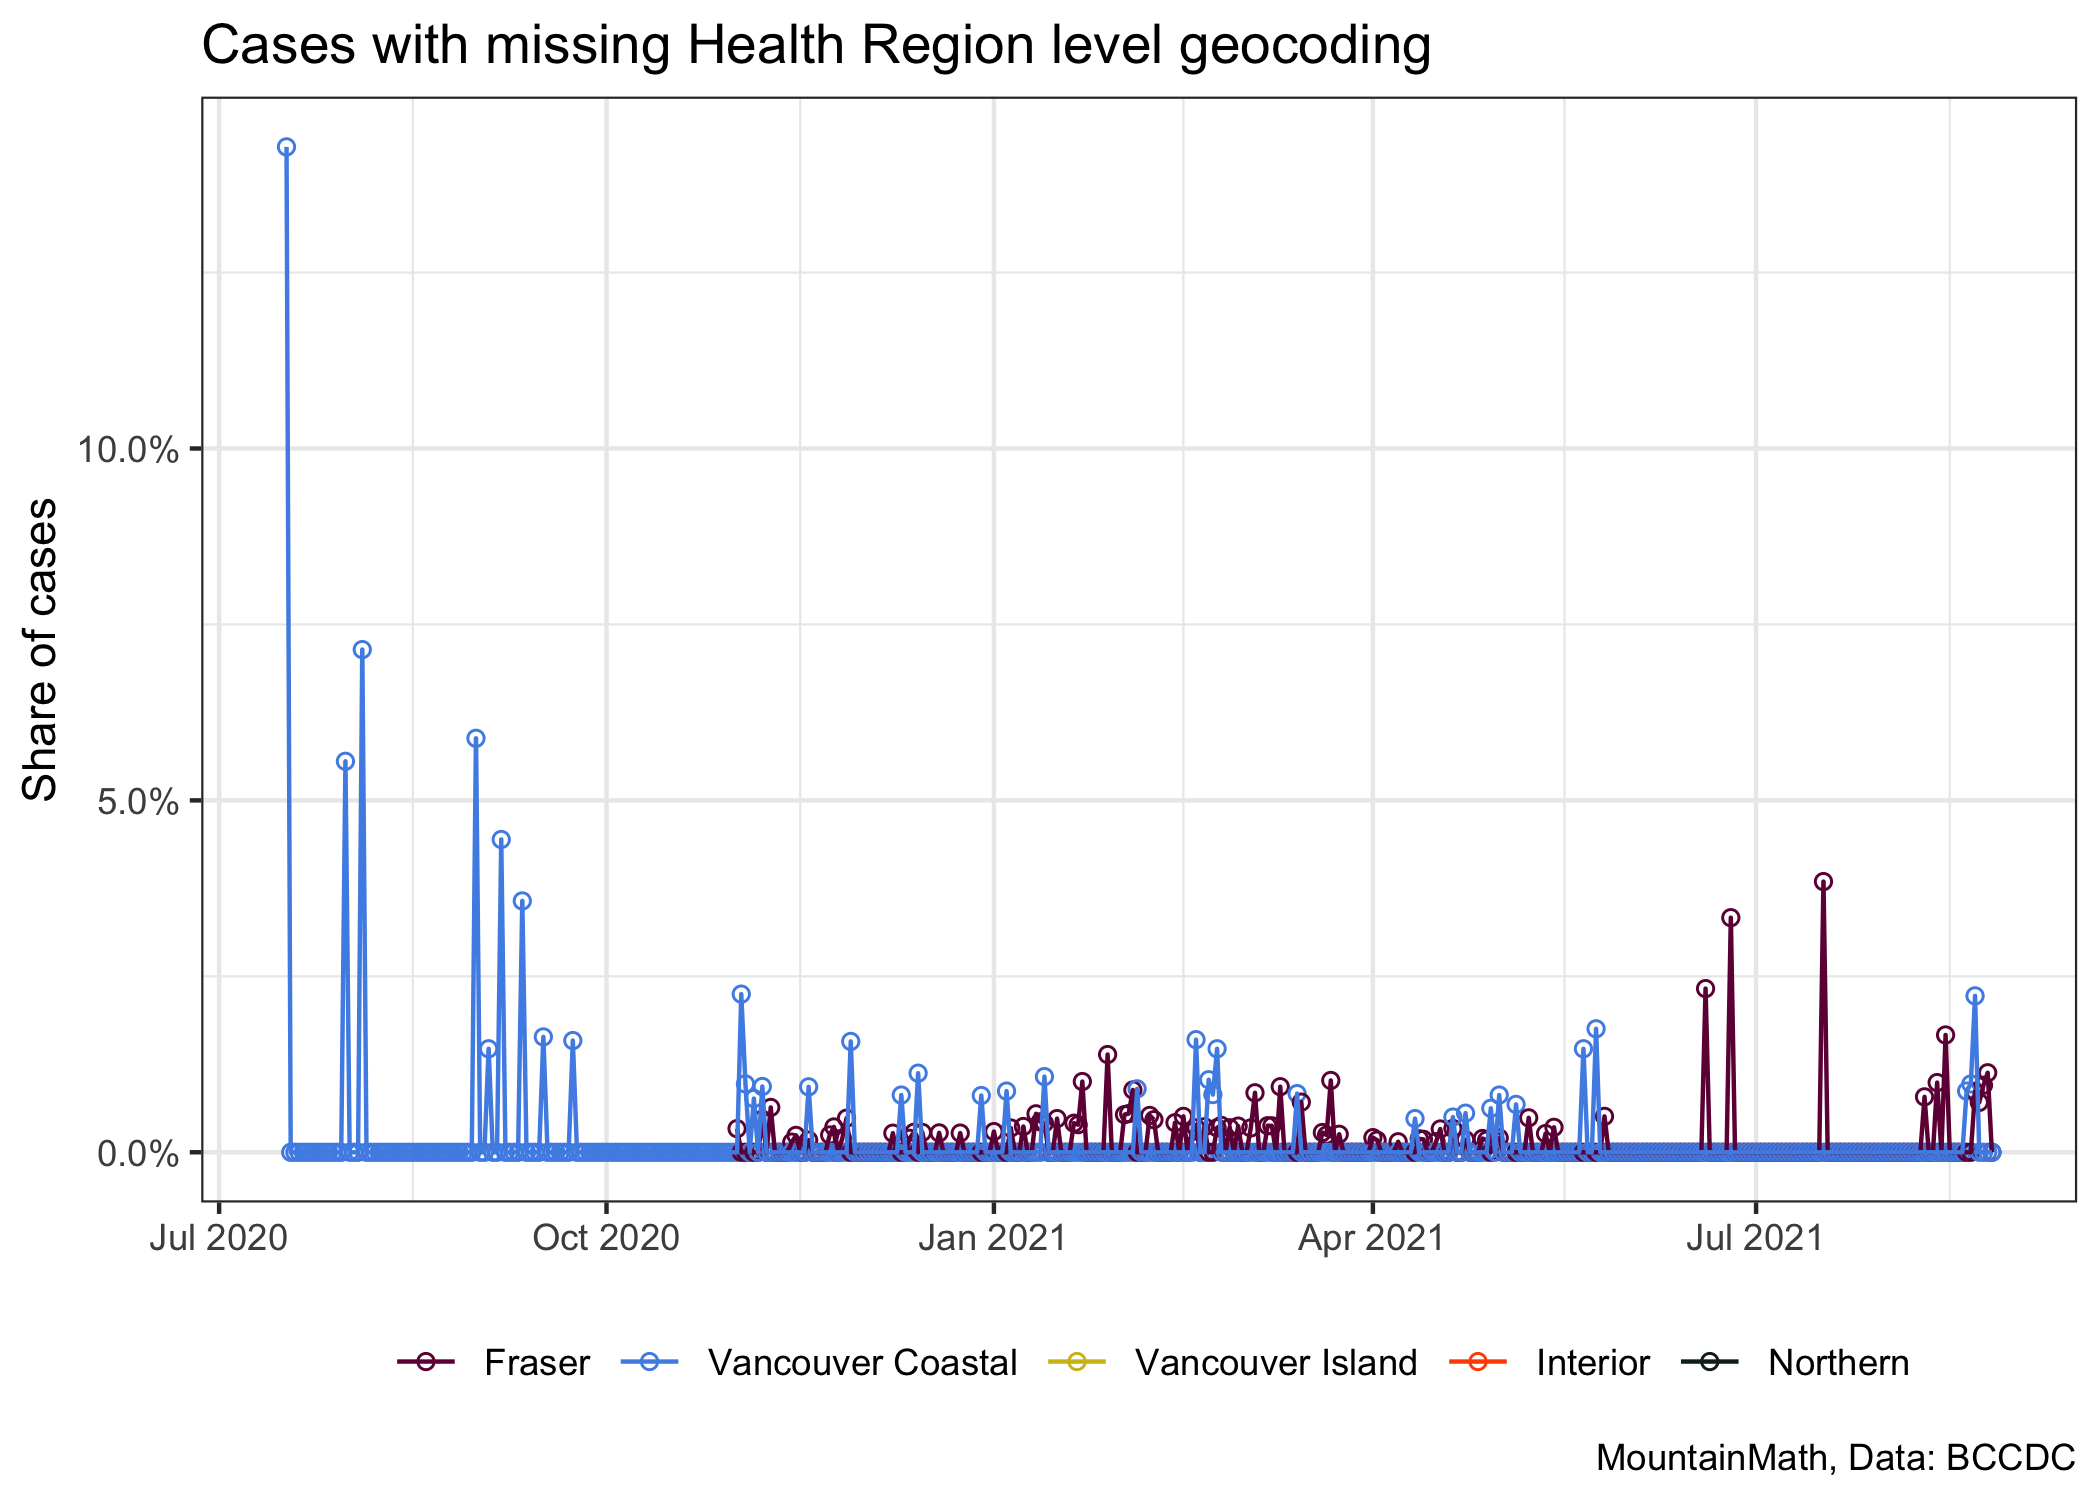 Cases with missing Health Region level geocoding
Share of cases
10.0%
5.0%
0.0%
Jul 2020 Oct 2020 Jan 2021 Apr 2021 Jul 2021
Fraser Vancouver Coastal Vancouver Island Interior Northern
MountainMath, Data: BCCDC